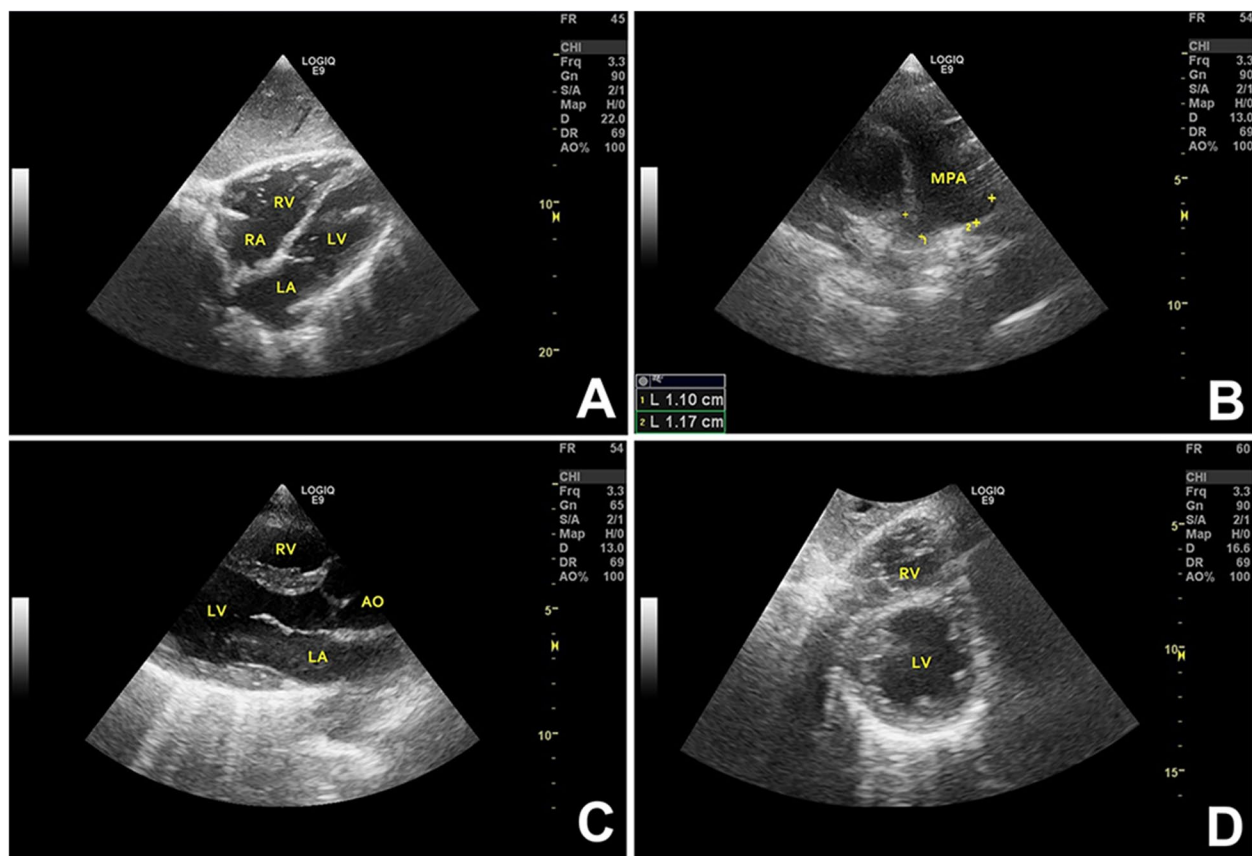 FR 45
CHI
Frq 3.3
Gn 90
S/A 2/1
Map H/0
D 22.0
DR 69
AO% 100
LOGIQ
E9
RV
RA
LV
LA
10
20
A
FR 54
CHI
Frq 3.3
Gn 90
S/A 2/1
Map H/0
D 13.0
DR 69
AO% 100
LOGIQ
E9
MPA
5
1
2
10
1 L 1.10 cm
2 L 1.17 cm
B
FR 54
CHI
Frq 3.3
Gn 65
S/A 2/1
Map H/0
D 13.0
DR 69
AO% 100
LOGIQ
E9
RV
LV
AO
LA
5
10
C
FR 60
CHI
Frq 3.3
Gn 90
S/A 2/1
Map H/0
D 16.6
DR 69
AO% 100
LOGIQ
E9
5
RV
10
LV
15
D